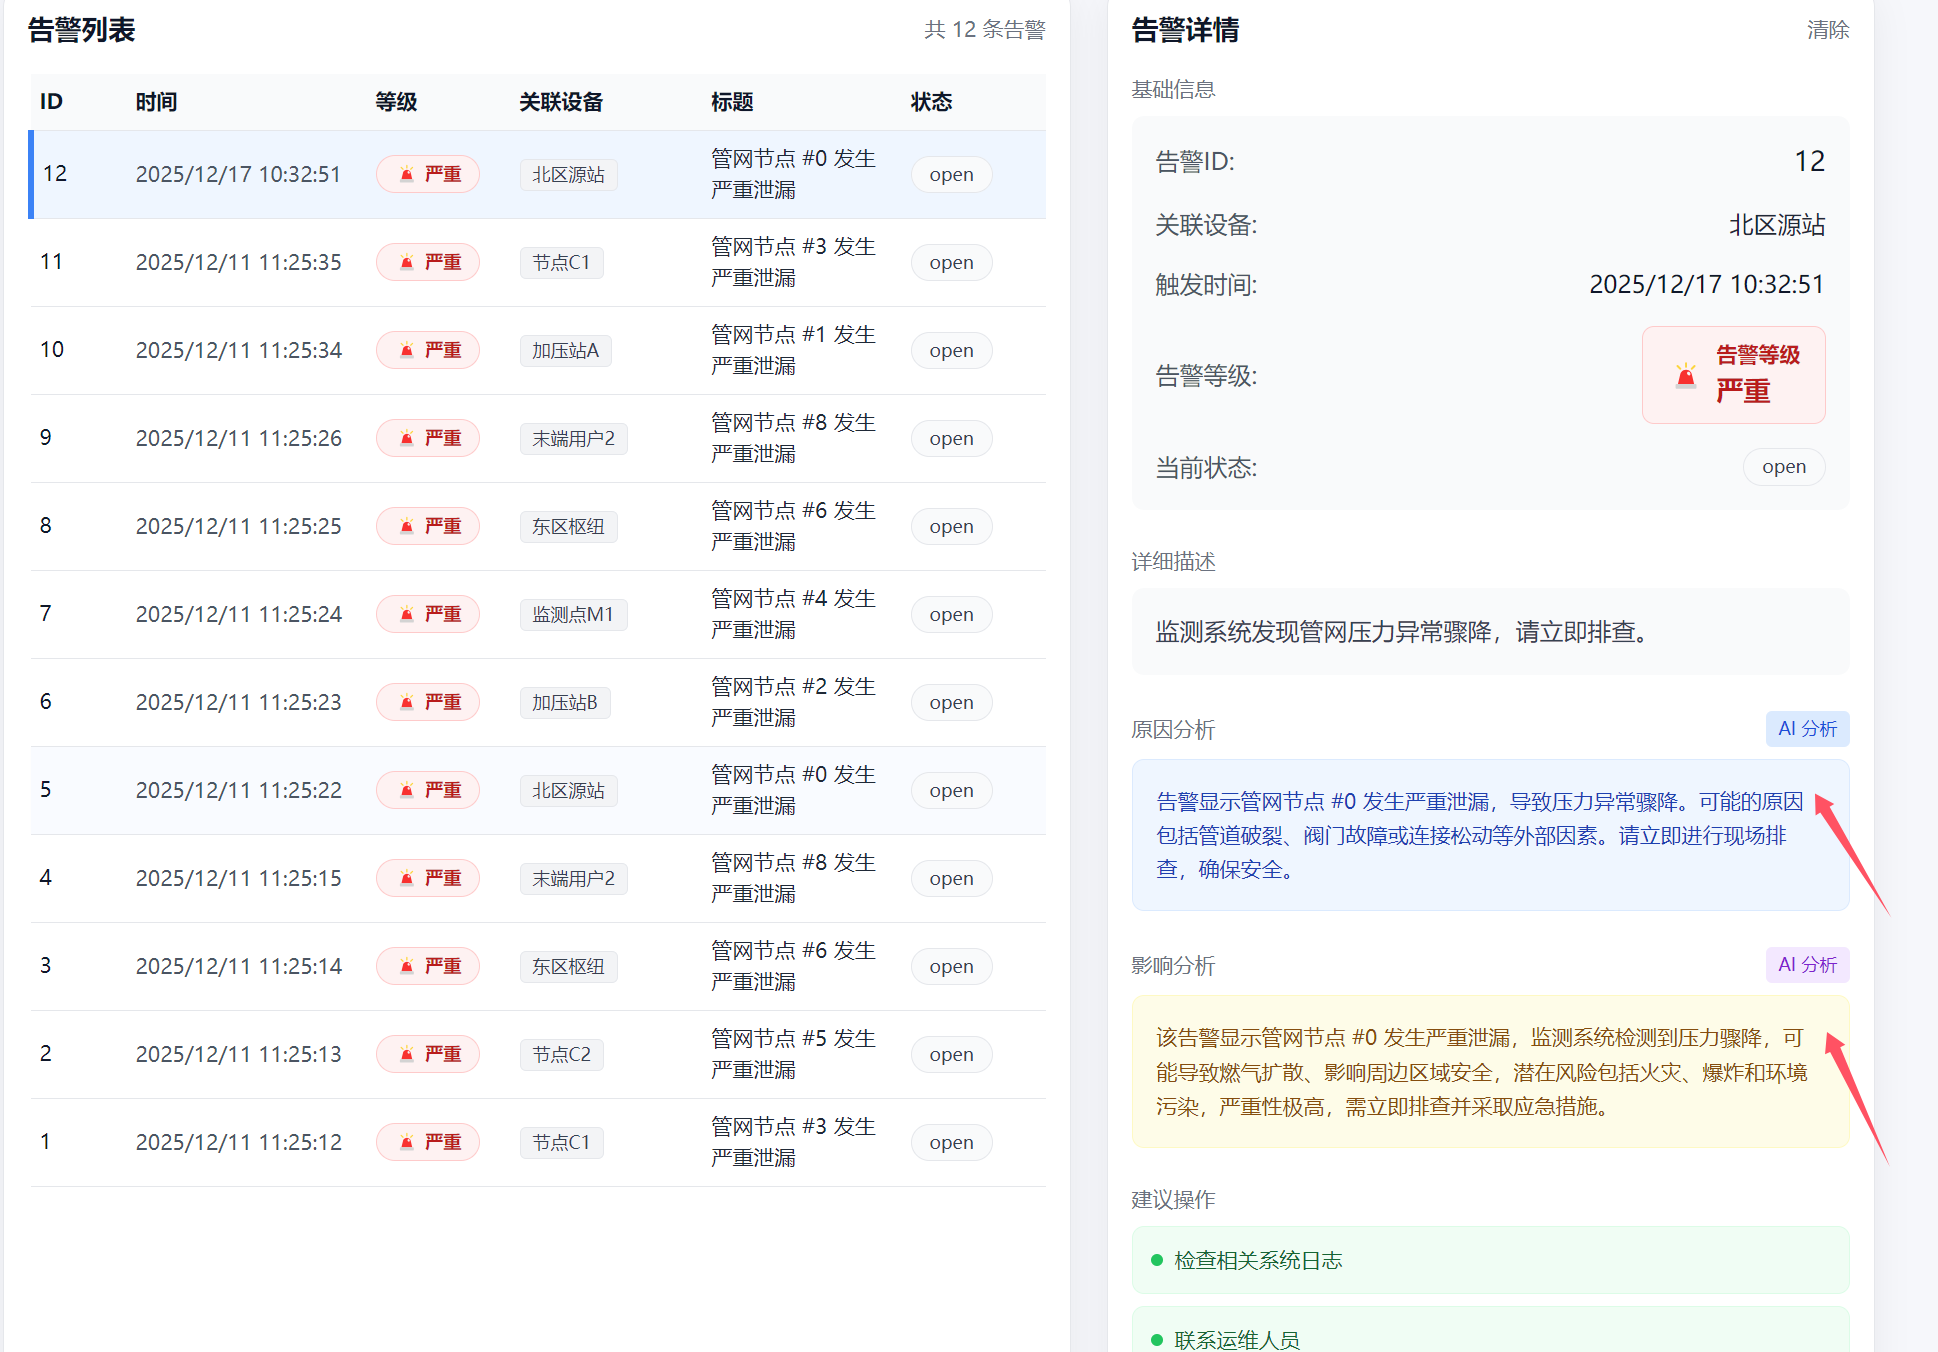 告警列表
共 12 条告警
ID 时间 等级 关联设备 标题 状态
12 2025/12/17 10:32:51 严重 北区源站 管网节点 #0 发生
严重泄漏 open
11 2025/12/11 11:25:35 严重 节点C1 管网节点 #3 发生
严重泄漏 open
10 2025/12/11 11:25:34 严重 加压站A 管网节点 #1 发生
严重泄漏 open
9 2025/12/11 11:25:26 严重 末端用户2 管网节点 #8 发生
严重泄漏 open
8 2025/12/11 11:25:25 严重 东区枢纽 管网节点 #6 发生
严重泄漏 open
7 2025/12/11 11:25:24 严重 监测点M1 管网节点 #4 发生
严重泄漏 open
6 2025/12/11 11:25:23 严重 加压站B 管网节点 #2 发生
严重泄漏 open
5 2025/12/11 11:25:22 严重 北区源站 管网节点 #0 发生
严重泄漏 open
4 2025/12/11 11:25:15 严重 末端用户2 管网节点 #8 发生
严重泄漏 open
3 2025/12/11 11:25:14 严重 东区枢纽 管网节点 #6 发生
严重泄漏 open
2 2025/12/11 11:25:13 严重 节点C2 管网节点 #5 发生
严重泄漏 open
1 2025/12/11 11:25:12 严重 节点C1 管网节点 #3 发生
严重泄漏 open
告警详情
清除
基础信息
告警ID: 12
关联设备: 北区源站
触发时间: 2025/12/17 10:32:51
告警等级: 告警等级
严重
当前状态: open
详细描述
监测系统发现管网压力异常骤降，请立即排查。
原因分析 AI 分析
告警显示管网节点 #0 发生严重泄漏，导致压力异常骤降。可能的原因
包括管道破裂、阀门故障或连接松动等外部因素。请立即进行现场排
查，确保安全。
影响分析 AI 分析
该告警显示管网节点 #0 发生严重泄漏，监测系统检测到压力骤降，可
能导致燃气扩散、影响周边区域安全，潜在风险包括火灾、爆炸和环境
污染，严重性极高，需立即排查并采取应急措施。
建议操作
检查相关系统日志
联系运维人员